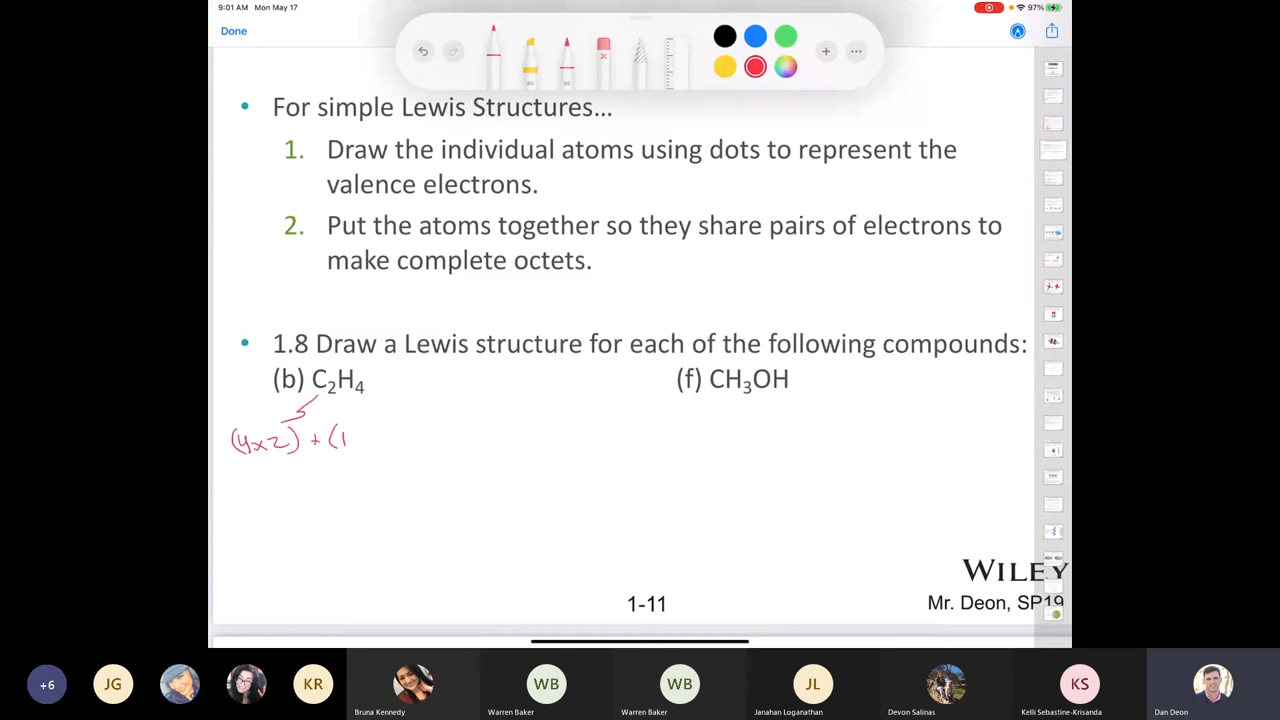 9:01 AM Mon May 17
97%
Done
• For simple Lewis Structures...
1. Draw the individual atoms using dots to represent the
valence electrons.
2. Put the atoms together so they share pairs of electrons to
make complete octets.
• 1.8 Draw a Lewis structure for each of the following compounds:
(b) C₂H₄ (f) CH₃OH
(4x2) + (1
WILEY
1-11 Mr. Deon, SP19
+6 JG KR WB WB JL KS
Bruna Kennedy Warren Baker Warren Baker Janahan Loganathan Devon Salinas Kelli Sebastine-Krisanda Dan Deon